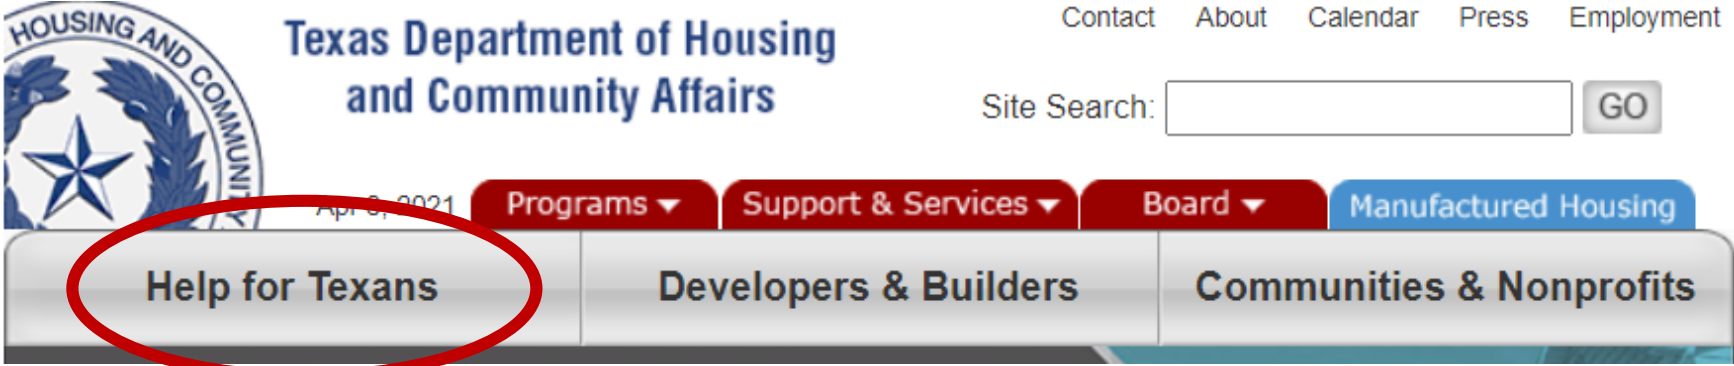 HOUSING AND COMMUNITY
Texas Department of Housing
and Community Affairs
Contact About Calendar Press Employment
Site Search: GO
2021 Programs Support & Services Board Manufactured Housing
Help for Texans Developers & Builders Communities & Nonprofits